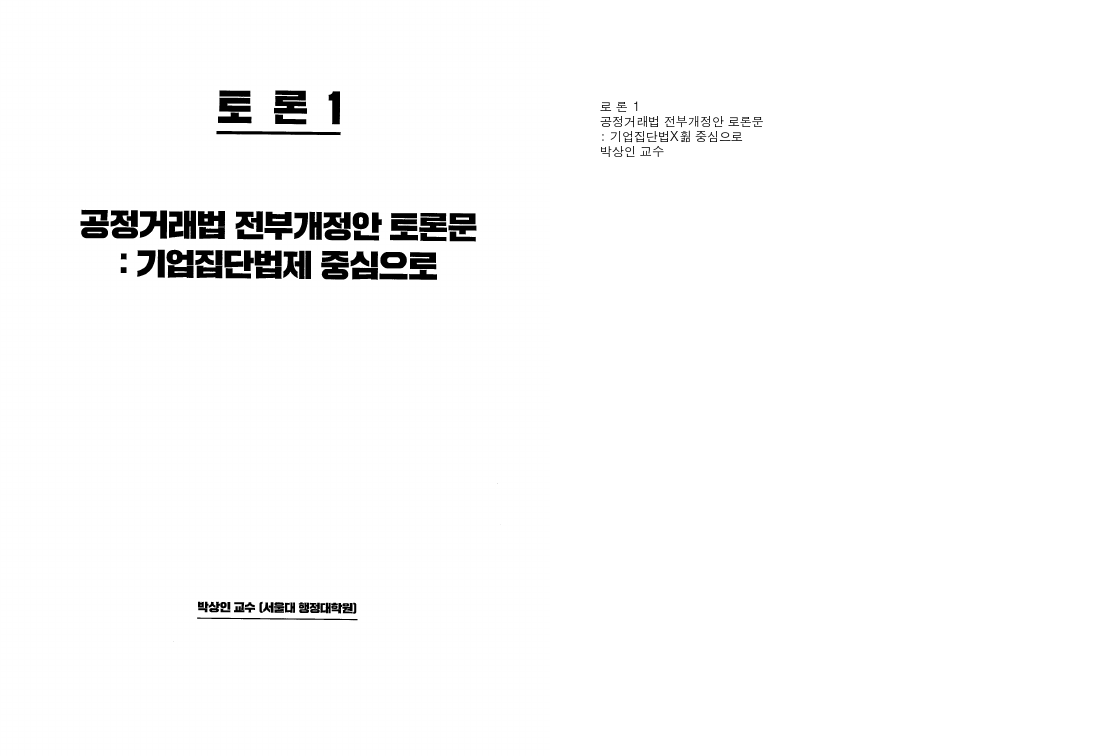 토 론 1
공정거래법 전부개정안 토론문
: 기업집단법제 중심으로
박상인 교수 (서울대 행정대학원)
로 론 1
공정거래법 전부개정안 로론문
: 기업집단법X휢 중심으로
박상인 교수